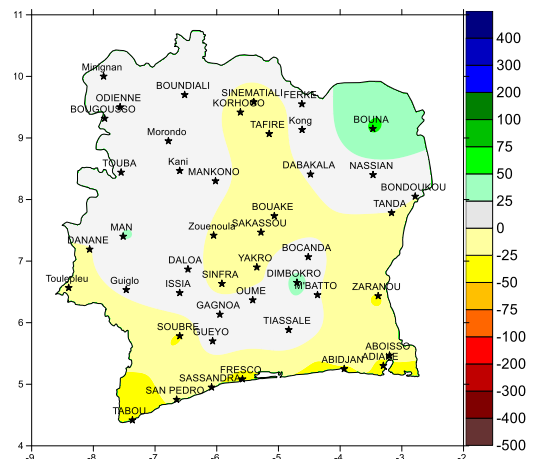 11
10
9
8
7
6
5
4
-9
-8
-7
-6
-5
-4
-3
-2
Minignan
BOUNDIALI
SINEMATIALI
FERKE
ODIENNE
KORHOGO
BOUGOUSSO
TAFIRE
Kong
BOUNA
Morondo
TOUBA
Kani
MANKONO
DABAKALA
NASSIAN
BONDOUKOU
TANDA
BOUAKE
MAN
Zouenoula
SAKASSOU
DANANE
BOCANDA
DALOA
YAKRO
Toulepleu
Guiglo
ISSIA
SINFRA
DIMBOKRO
OUME
M'BATTO
ZARANOU
GAGNOA
TIASSALE
SOUBRE
GUEYO
ABOISSO
ABIDJAN
ADIAKE
FRESCO
SASSANDRA
SAN PEDRO
TABOU
400
300
200
100
75
50
25
0
-25
-50
-75
-100
-200
-300
-400
-500